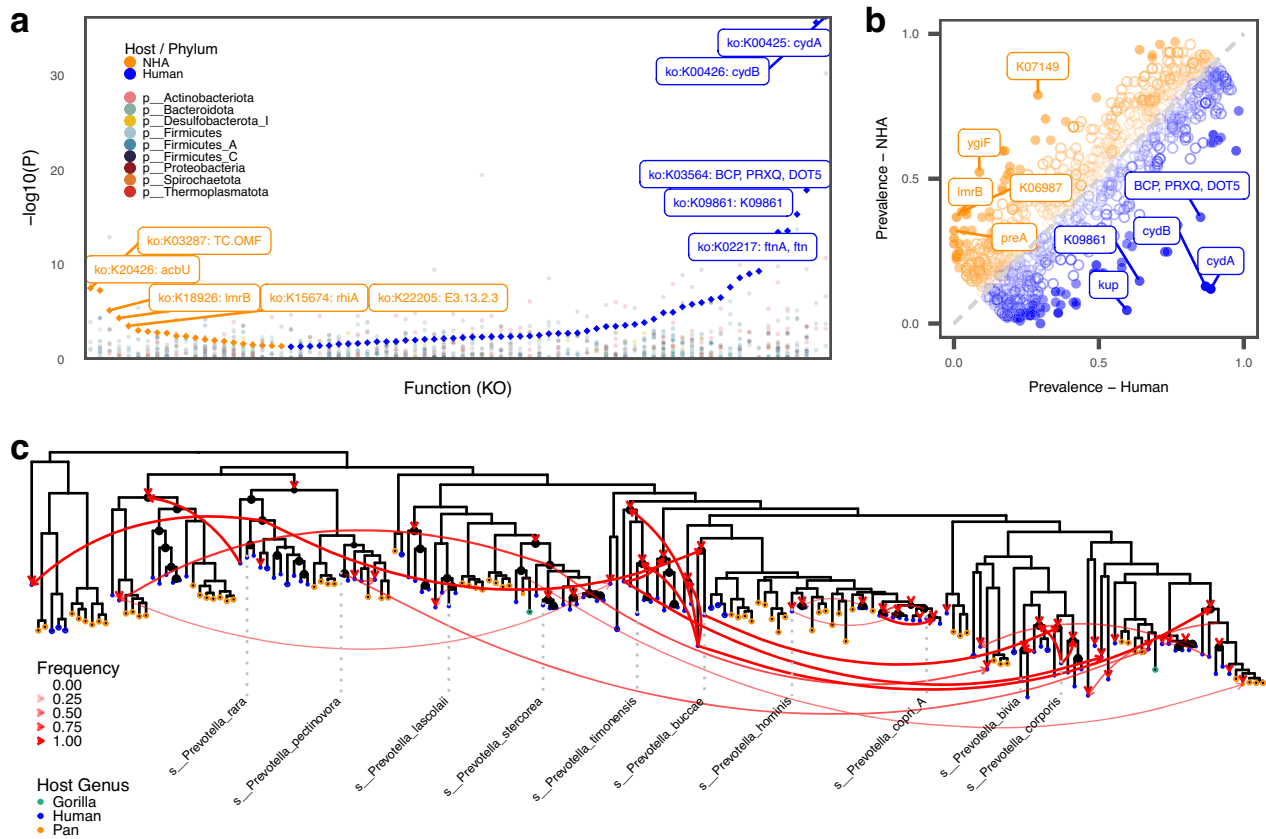 a
Host / Phylum
NHA
Human
p__Actinobacteriota
p__Bacteroidota
p__Desulfobacterota_I
p__Firmicutes
p__Firmicutes_A
p__Firmicutes_C
p__Proteobacteria
p__Spirochaetota
p__Thermoplasmatota
ko:K00425: cydA
ko:K00426: cydB
ko:K03564: BCP, PRXQ, DOT5
ko:K09861: K09861
ko:K02217: ftnA, ftn
ko:K03287: TC.OMF
ko:K20426: acbU
ko:K18926: lmrB
ko:K15674: rhiA
ko:K22205: E3.13.2.3
30
20
10
0
−log10(P)
Function (KO)
b
1.0
0.5
0.0
Prevalence − NHA
K07149
ygiF
lmrB
K06987
preA
BCP, PRXQ, DOT5
K09861
cydB
cydA
kup
0.0
0.5
1.0
Prevalence − Human
c
Frequency
0.00
0.25
0.50
0.75
1.00
Host Genus
Gorilla
Human
Pan
s__Prevotella_rara
s__Prevotella_pectinovora
s__Prevotella_lascolaii
s__Prevotella_stercorea
s__Prevotella_timonensis
s__Prevotella_buccae
s__Prevotella_hominis
s__Prevotella_copri_A
s__Prevotella_bivia
s__Prevotella_corporis